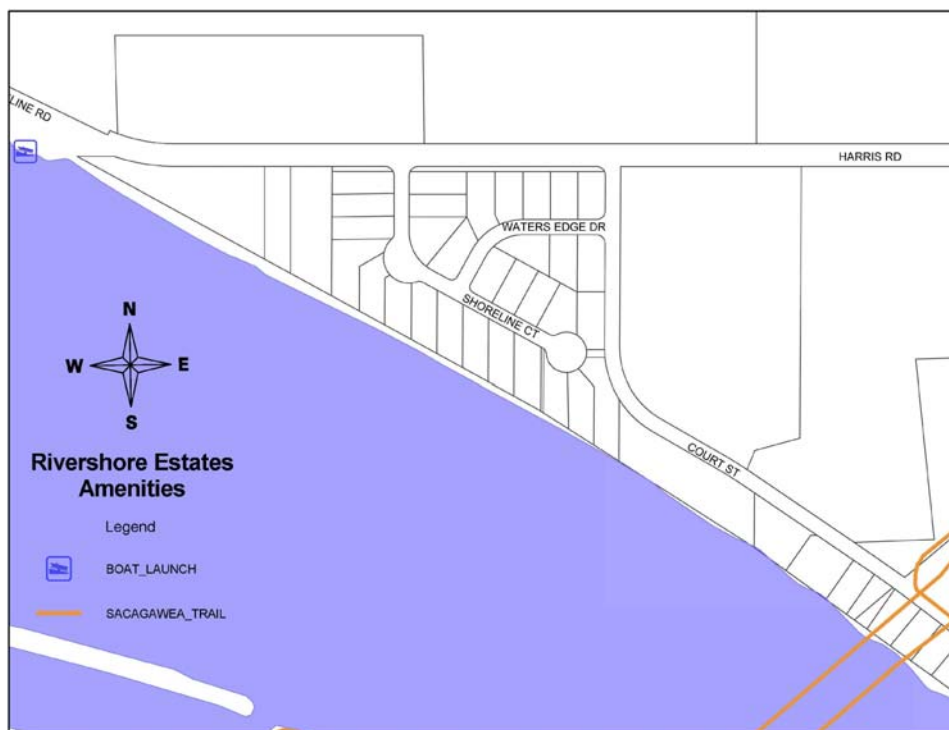 LINE RD
HARRIS RD
WATERS EDGE DR
SHORELINE CT
N
W E
S
COURT ST
Rivershore Estates
Amenities
Legend
BOAT_LAUNCH
SACAGAWEA_TRAIL